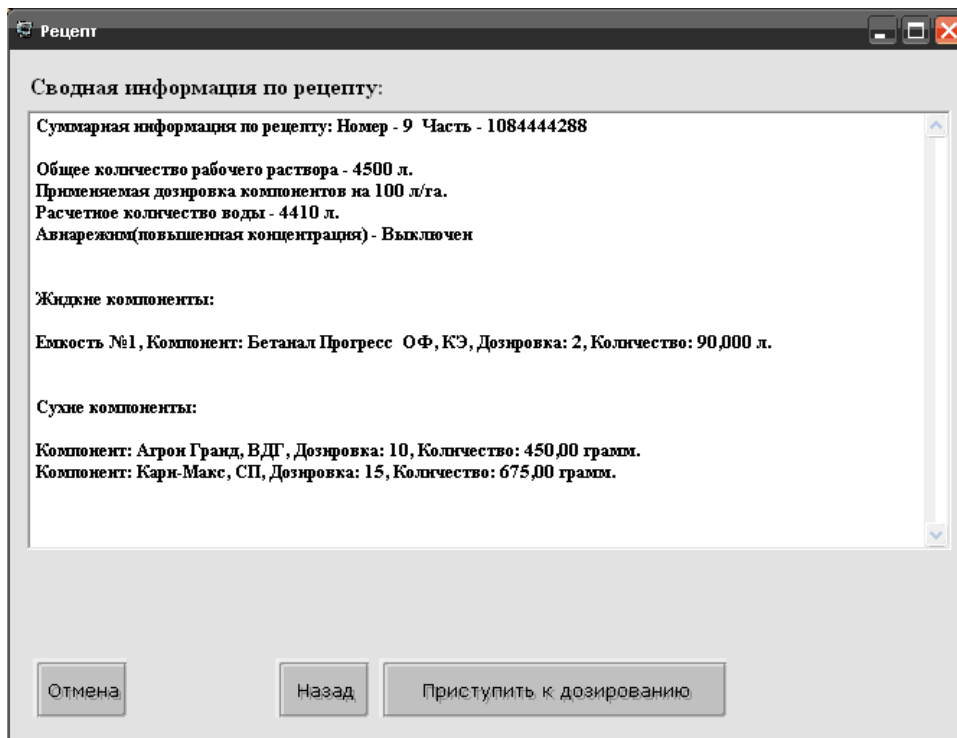 Рецепт
Сводная информация по рецепту:
Суммарная информация по рецепту: Номер - 9 Часть - 1084444288
Общее количество рабочего раствора - 4500 л.
Применяемая дозировка компонентов на 100 л/га.
Расчетное количество воды - 4410 л.
Авиарежим(повышенная концентрация) - Выключен
Жидкие компоненты:
Емкость №1, Компонент: Бетанал Прогресс ОФ, КЭ, Дозировка: 2, Количество: 90,000 л.
Сухие компоненты:
Компонент: Агрон Гранд, ВДГ, Дозировка: 10, Количество: 450,00 грамм.
Компонент: Кари-Макс, СП, Дозировка: 15, Количество: 675,00 грамм.
Отмена
Назад
Приступить к дозированию